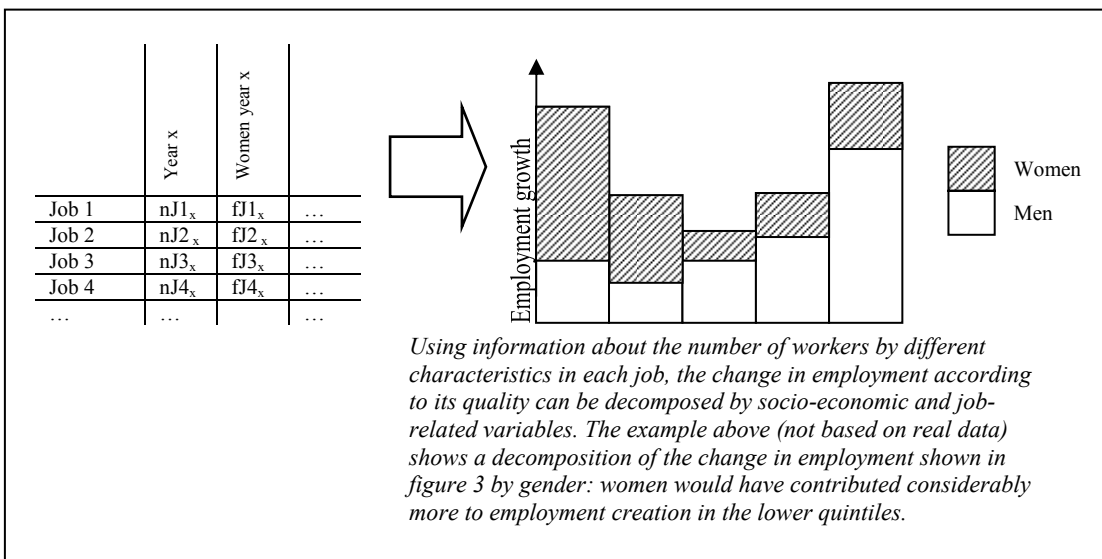 Year x
Women year x
Job 1 nJ1x fJ1x …
Job 2 nJ2 x fJ2 x …
Job 3 nJ3x fJ3x …
Job 4 nJ4x fJ4x …
… … …
Employment growth
Women
Men
Using information about the number of workers by different
characteristics in each job, the change in employment according
to its quality can be decomposed by socio-economic and job-
related variables. The example above (not based on real data)
shows a decomposition of the change in employment shown in
figure 3 by gender: women would have contributed considerably
more to employment creation in the lower quintiles.